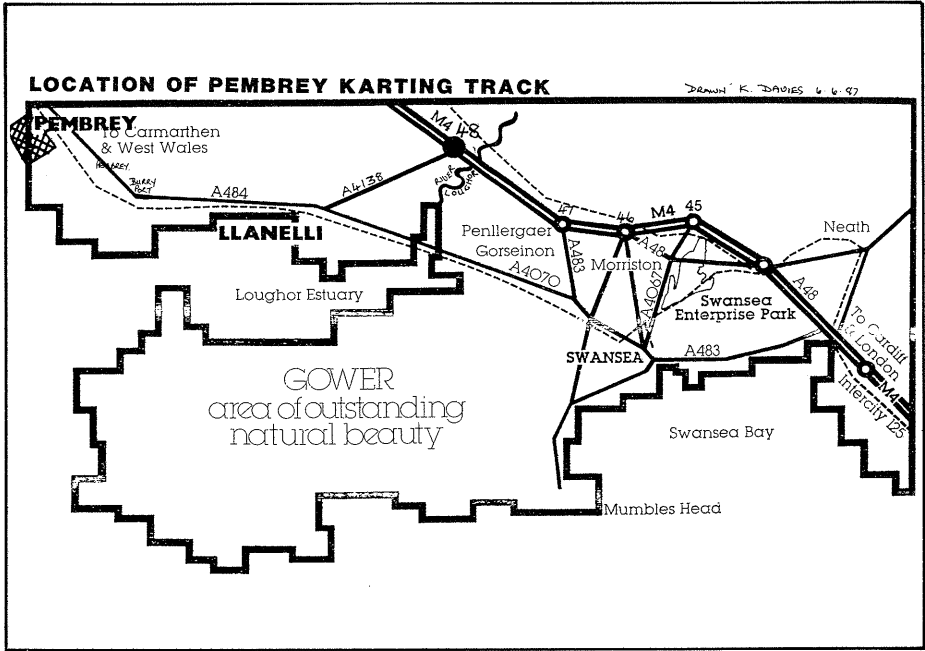 LOCATION OF PEMBREY KARTING TRACK
DRAWN K. DAVIES 6.6.87
PEMBREY
To Carmarthen
& West Wales
PEMBREY
BURRY
PORT
A484
A4138
M4 48
RIVER
LOUGHOR
LLANELLI
Loughor Estuary
47
46
M4 45
Penllergaer
Gorseinon
A483
A4070
A48
Morriston
A4067
Neath
A48
Swansea
Enterprise Park
SWANSEA
A483
To Cardiff
& London
M4
Intercity 125
GOWER
area of outstanding
natural beauty
Swansea Bay
Mumbles Head